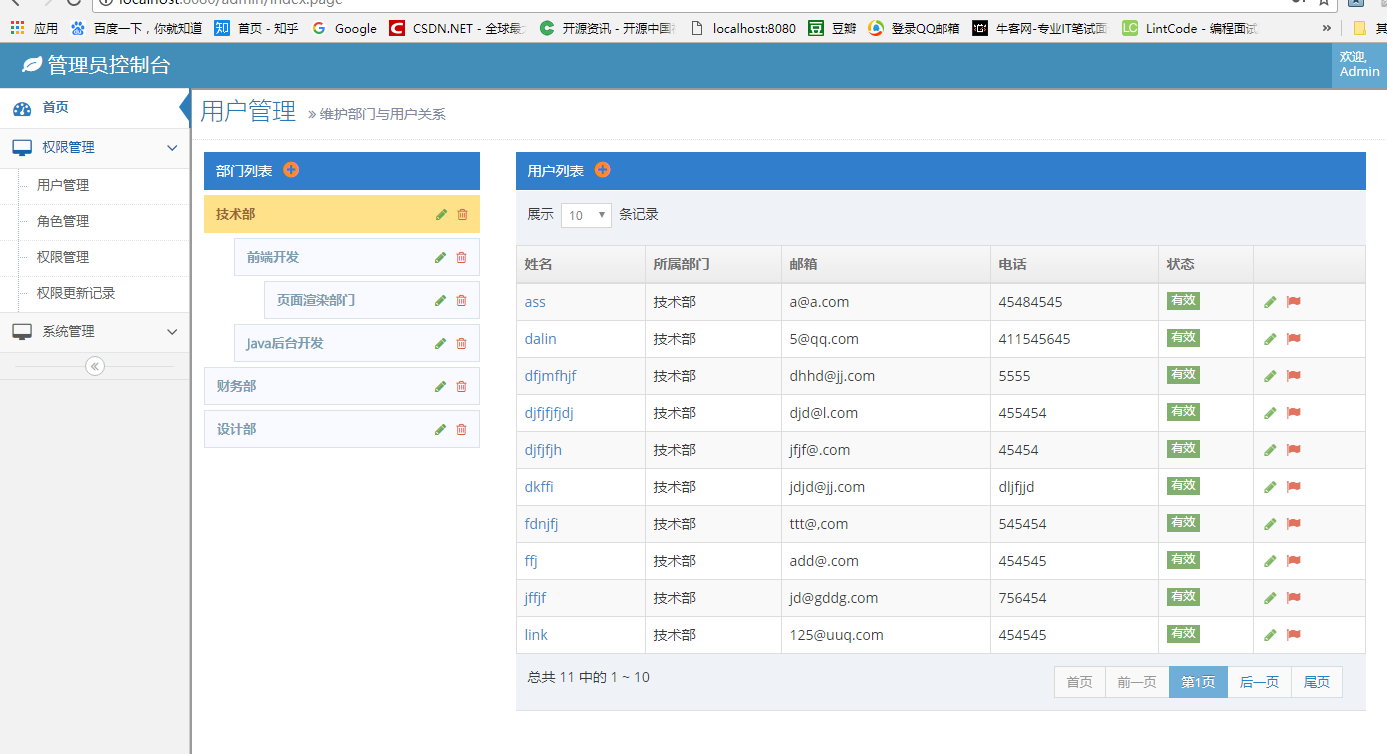 localhost:8080/admin/index.page
应用 百度一下，你就知道 知 首页 - 知乎 G Google C CSDN.NET - 全球最大 C 开源资讯 - 开源中国社 localhost:8080 豆 豆瓣 登录QQ邮箱 牛客网-专业IT笔试面 LC LintCode - 编程面试 » 其
管理员控制台
欢迎,
Admin
首页
权限管理
用户管理
角色管理
权限管理
权限更新记录
系统管理
用户管理 » 维护部门与用户关系
部门列表
技术部
前端开发
页面渲染部门
Java后台开发
财务部
设计部
用户列表
展示 10 条记录
姓名 所属部门 邮箱 电话 状态
ass 技术部 a@a.com 45484545 有效
dalin 技术部 5@qq.com 411545645 有效
dfjmfhjf 技术部 dhhd@jj.com 5555 有效
djfjfjfjdj 技术部 djd@l.com 455454 有效
djfjfjh 技术部 jfjf@.com 45454 有效
dkffi 技术部 jdjd@jj.com dljfjjd 有效
fdnjfj 技术部 ttt@,com 545454 有效
ffj 技术部 add@.com 454545 有效
jffjf 技术部 jd@gddg.com 756454 有效
link 技术部 125@uuq.com 454545 有效
总共 11 中的 1 ~ 10
首页 前一页 第1页 后一页 尾页